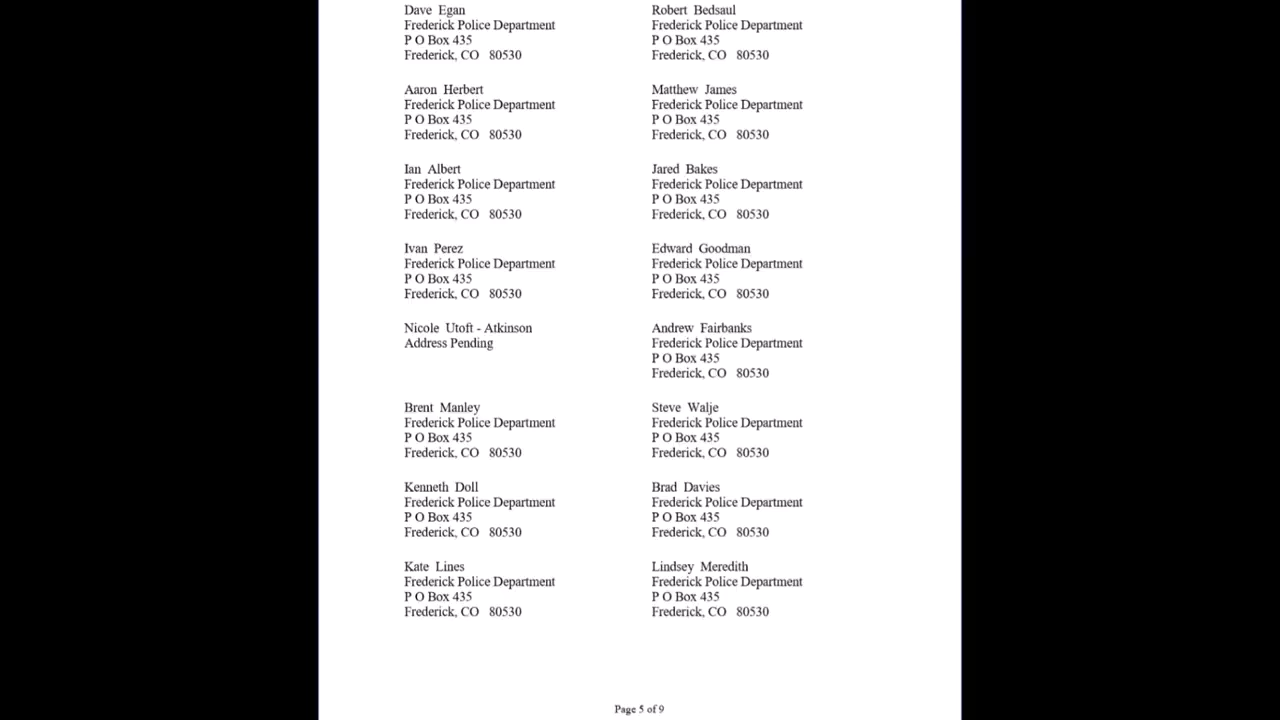 Dave Egan
Frederick Police Department
P O Box 435
Frederick, CO 80530
Robert Bedsaul
Frederick Police Department
P O Box 435
Frederick, CO 80530
Aaron Herbert
Frederick Police Department
P O Box 435
Frederick, CO 80530
Matthew James
Frederick Police Department
P O Box 435
Frederick, CO 80530
Ian Albert
Frederick Police Department
P O Box 435
Frederick, CO 80530
Jared Bakes
Frederick Police Department
P O Box 435
Frederick, CO 80530
Ivan Perez
Frederick Police Department
P O Box 435
Frederick, CO 80530
Edward Goodman
Frederick Police Department
P O Box 435
Frederick, CO 80530
Nicole Utoft - Atkinson
Address Pending
Andrew Fairbanks
Frederick Police Department
P O Box 435
Frederick, CO 80530
Brent Manley
Frederick Police Department
P O Box 435
Frederick, CO 80530
Steve Walje
Frederick Police Department
P O Box 435
Frederick, CO 80530
Kenneth Doll
Frederick Police Department
P O Box 435
Frederick, CO 80530
Brad Davies
Frederick Police Department
P O Box 435
Frederick, CO 80530
Kate Lines
Frederick Police Department
P O Box 435
Frederick, CO 80530
Lindsey Meredith
Frederick Police Department
P O Box 435
Frederick, CO 80530
Page 5 of 9